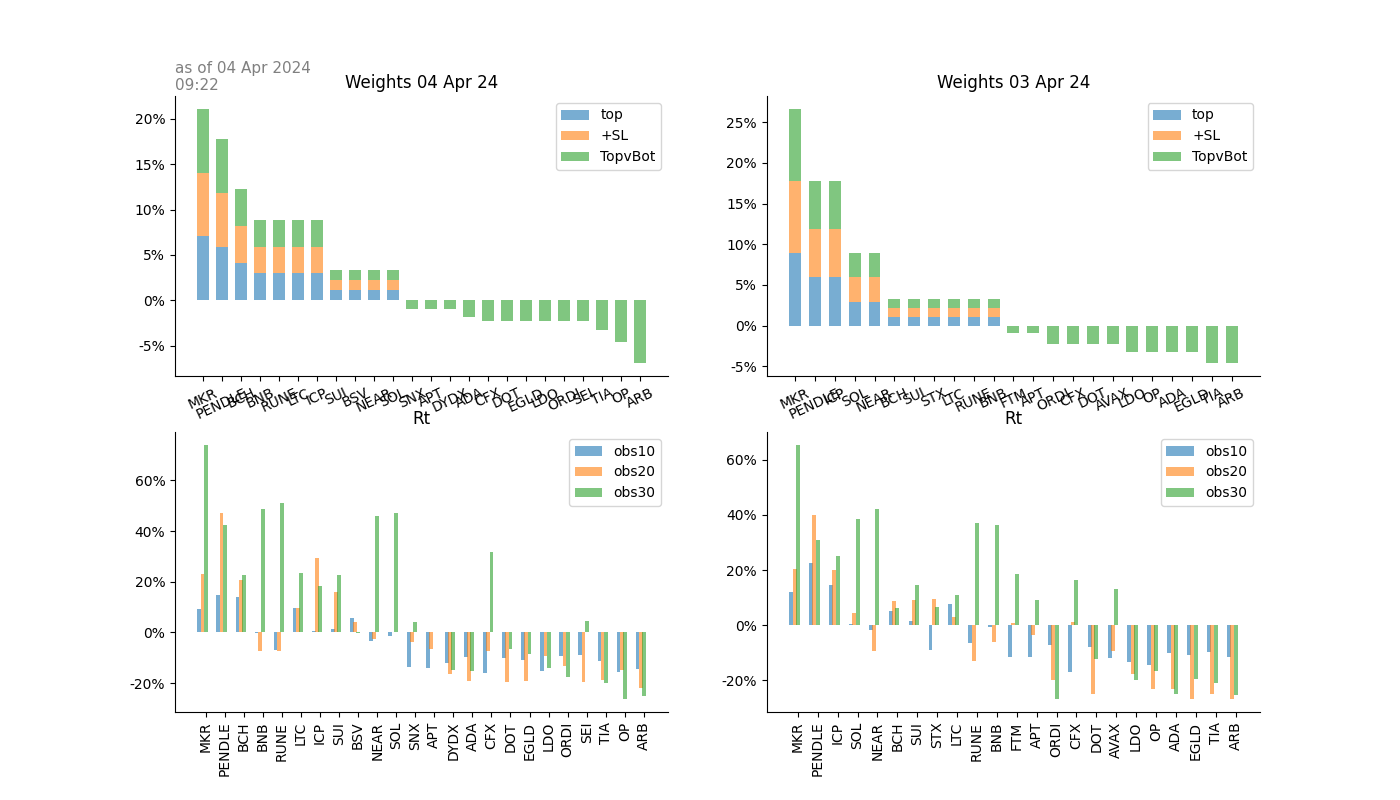 as of 04 Apr 2024
09:22
Weights 04 Apr 24
20%
15%
10%
5%
0%
-5%
top
+SL
TopvBot
MKR
PENDLE
BCH
BNB
RUNE
LTC
ICP
SUI
BSV
NEAR
SOL
SNX
APT
DYDX
ADA
CFX
DOT
EGLD
LDO
ORDI
SEI
TIA
OP
ARB
Weights 03 Apr 24
25%
20%
15%
10%
5%
0%
-5%
top
+SL
TopvBot
MKR
PENDLE
ICP
SOL
NEAR
BCH
SUI
STX
LTC
RUNE
BNB
FTM
APT
ORDI
CFX
DOT
AVAX
LDO
OP
ADA
EGLD
TIA
ARB
Rt
60%
40%
20%
0%
-20%
obs10
obs20
obs30
MKR
PENDLE
BCH
BNB
RUNE
LTC
ICP
SUI
BSV
NEAR
SOL
SNX
APT
DYDX
ADA
CFX
DOT
EGLD
LDO
ORDI
SEI
TIA
OP
ARB
Rt
60%
40%
20%
0%
-20%
obs10
obs20
obs30
MKR
PENDLE
ICP
SOL
NEAR
BCH
SUI
STX
LTC
RUNE
BNB
FTM
APT
ORDI
CFX
DOT
AVAX
LDO
OP
ADA
EGLD
TIA
ARB